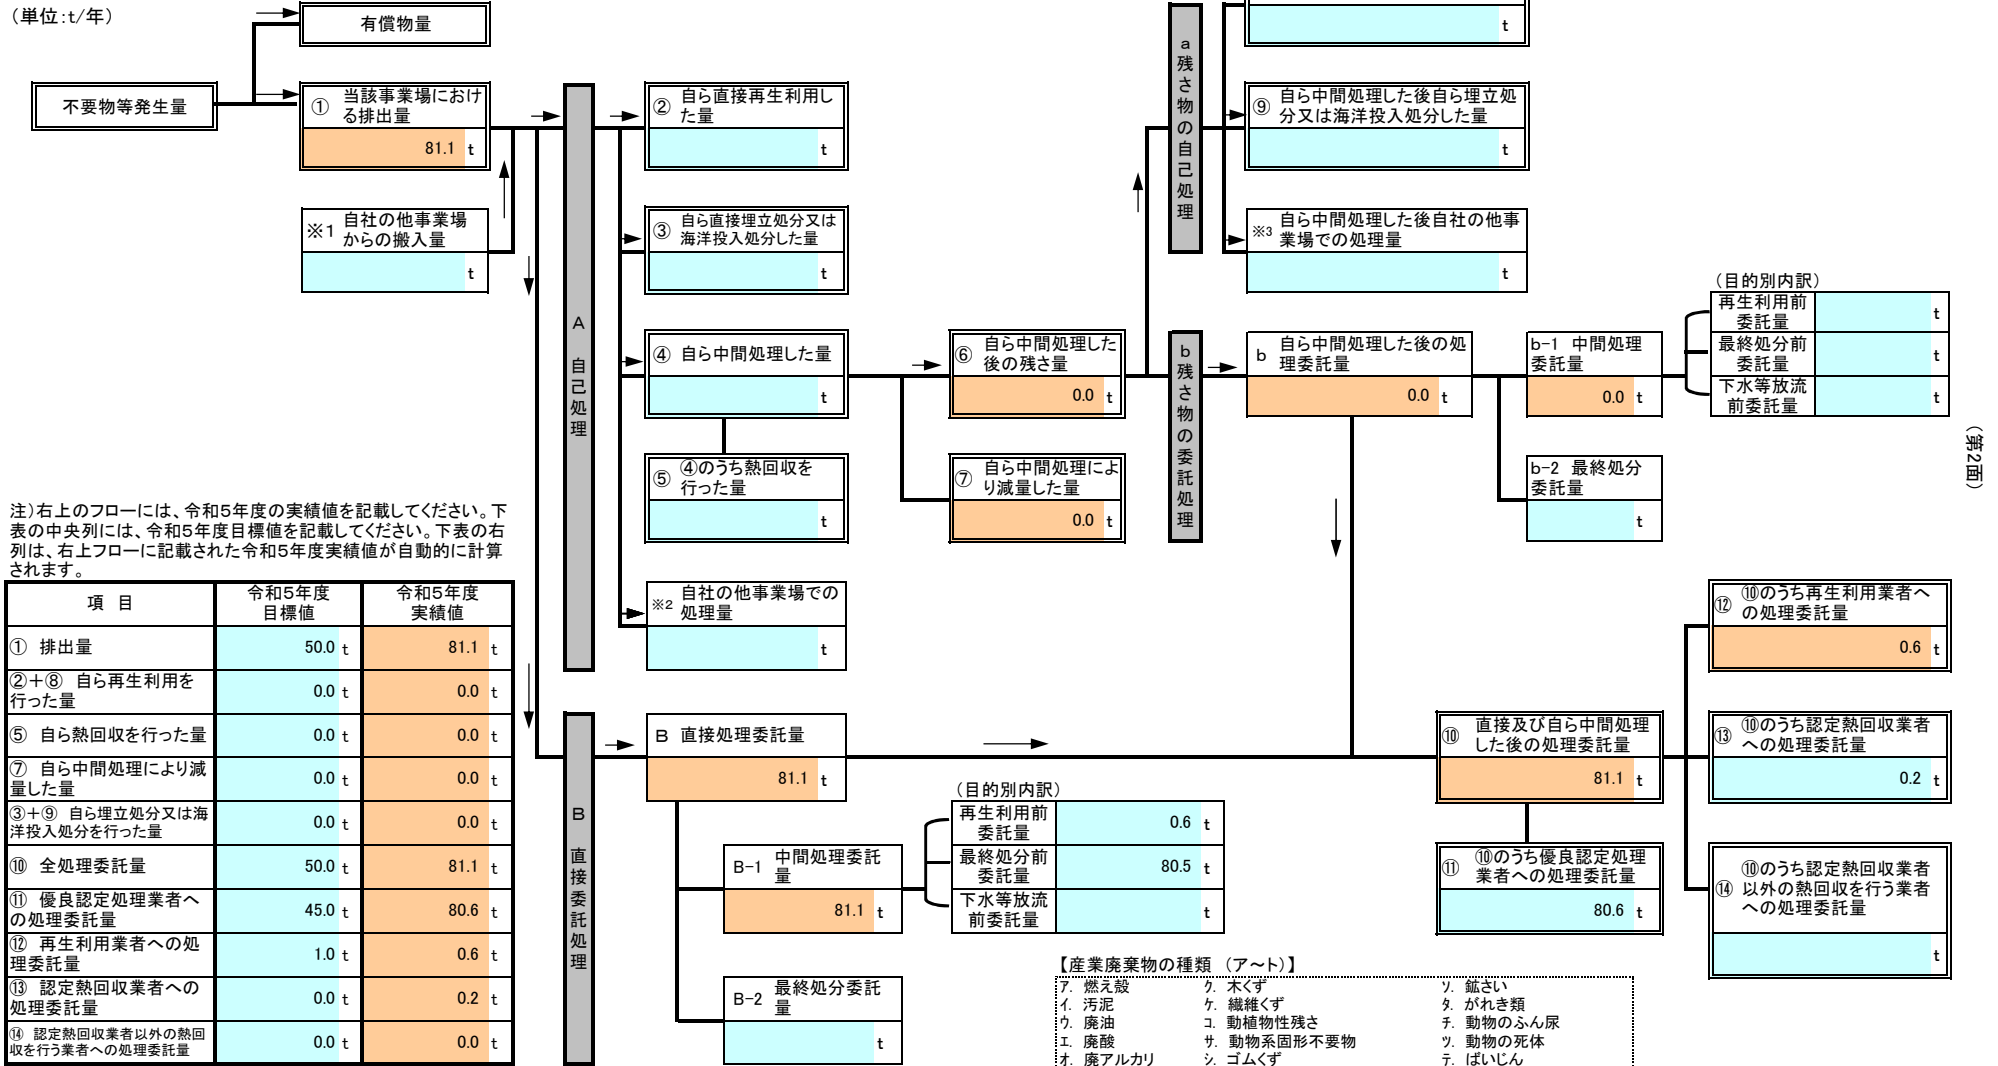 (単位:t/年)
有償物量
不要物等発生量
① 当該事業場におけ
る排出量
81.1 t
※1 自社の他事業場
からの搬入量
t
A 自己処理
② 自ら直接再生利用し
た量
t
③ 自ら直接埋立処分又は
海洋投入処分した量
t
④ 自ら中間処理した量
t
⑤ ④のうち熱回収を
行った量
t
※2 自社の他事業場での
処理量
t
⑥ 自ら中間処理した
後の残さ量
0.0 t
⑦ 自ら中間処理によ
り減量した量
0.0 t
a 残さ物の自己処理
t
⑨ 自ら中間処理した後自ら埋立処
分又は海洋投入処分した量
t
※3 自ら中間処理した後自社の他事
業場での処理量
t
b 残さ物の委託処理
b 自ら中間処理した後の処
理委託量
0.0 t
b-1 中間処理
委託量
0.0 t
b-2 最終処分
委託量
t
(目的別内訳)
再生利用前
委託量
t
最終処分前
委託量
t
下水等放流
前委託量
t
(第2面)
注)右上のフローには、令和5年度の実績値を記載してください。下
表の中央列には、令和5年度目標値を記載してください。下表の右
列は、右上フローに記載された令和5年度実績値が自動的に計算
されます。
項 目 令和5年度
目標値 令和5年度
実績値
① 排出量 50.0 t 81.1 t
②+⑧ 自ら再生利用を
行った量 0.0 t 0.0 t
⑤ 自ら熱回収を行った量 0.0 t 0.0 t
⑦ 自ら中間処理により減
量した量 0.0 t 0.0 t
③+⑨ 自ら埋立処分又は海
洋投入処分を行った量 0.0 t 0.0 t
⑩ 全処理委託量 50.0 t 81.1 t
⑪ 優良認定処理業者へ
の処理委託量 45.0 t 80.6 t
⑫ 再生利用業者への処
理委託量 1.0 t 0.6 t
⑬ 認定熱回収業者への
処理委託量 0.0 t 0.2 t
⑭ 認定熱回収業者以外の熱回
収を行う業者への処理委託量 0.0 t 0.0 t
B 直接委託処理
B 直接処理委託量
81.1 t
B-1 中間処理委託
量
81.1 t
B-2 最終処分委託
量
t
(目的別内訳)
再生利用前
委託量
0.6 t
最終処分前
委託量
80.5 t
下水等放流
前委託量
t
⑩ 直接及び自ら中間処理
した後の処理委託量
81.1 t
⑪ ⑩のうち優良認定処理
業者への処理委託量
80.6 t
⑫ ⑩のうち再生利用業者へ
の処理委託量
0.6 t
⑬ ⑩のうち認定熱回収業者
への処理委託量
0.2 t
⑭ ⑩のうち認定熱回収業者
以外の熱回収を行う業者
への処理委託量
t
【産業廃棄物の種類 (ア~ト)】
ア. 燃え殻 ク. 木くず ソ. 鉱さい
イ. 汚泥 ケ. 繊維くず タ. がれき類
ウ. 廃油 コ. 動植物性残さ チ. 動物のふん尿
エ. 廃酸 サ. 動物系固形不要物 ツ. 動物の死体
オ. 廃アルカリ シ. ゴムくず テ. ばいじん